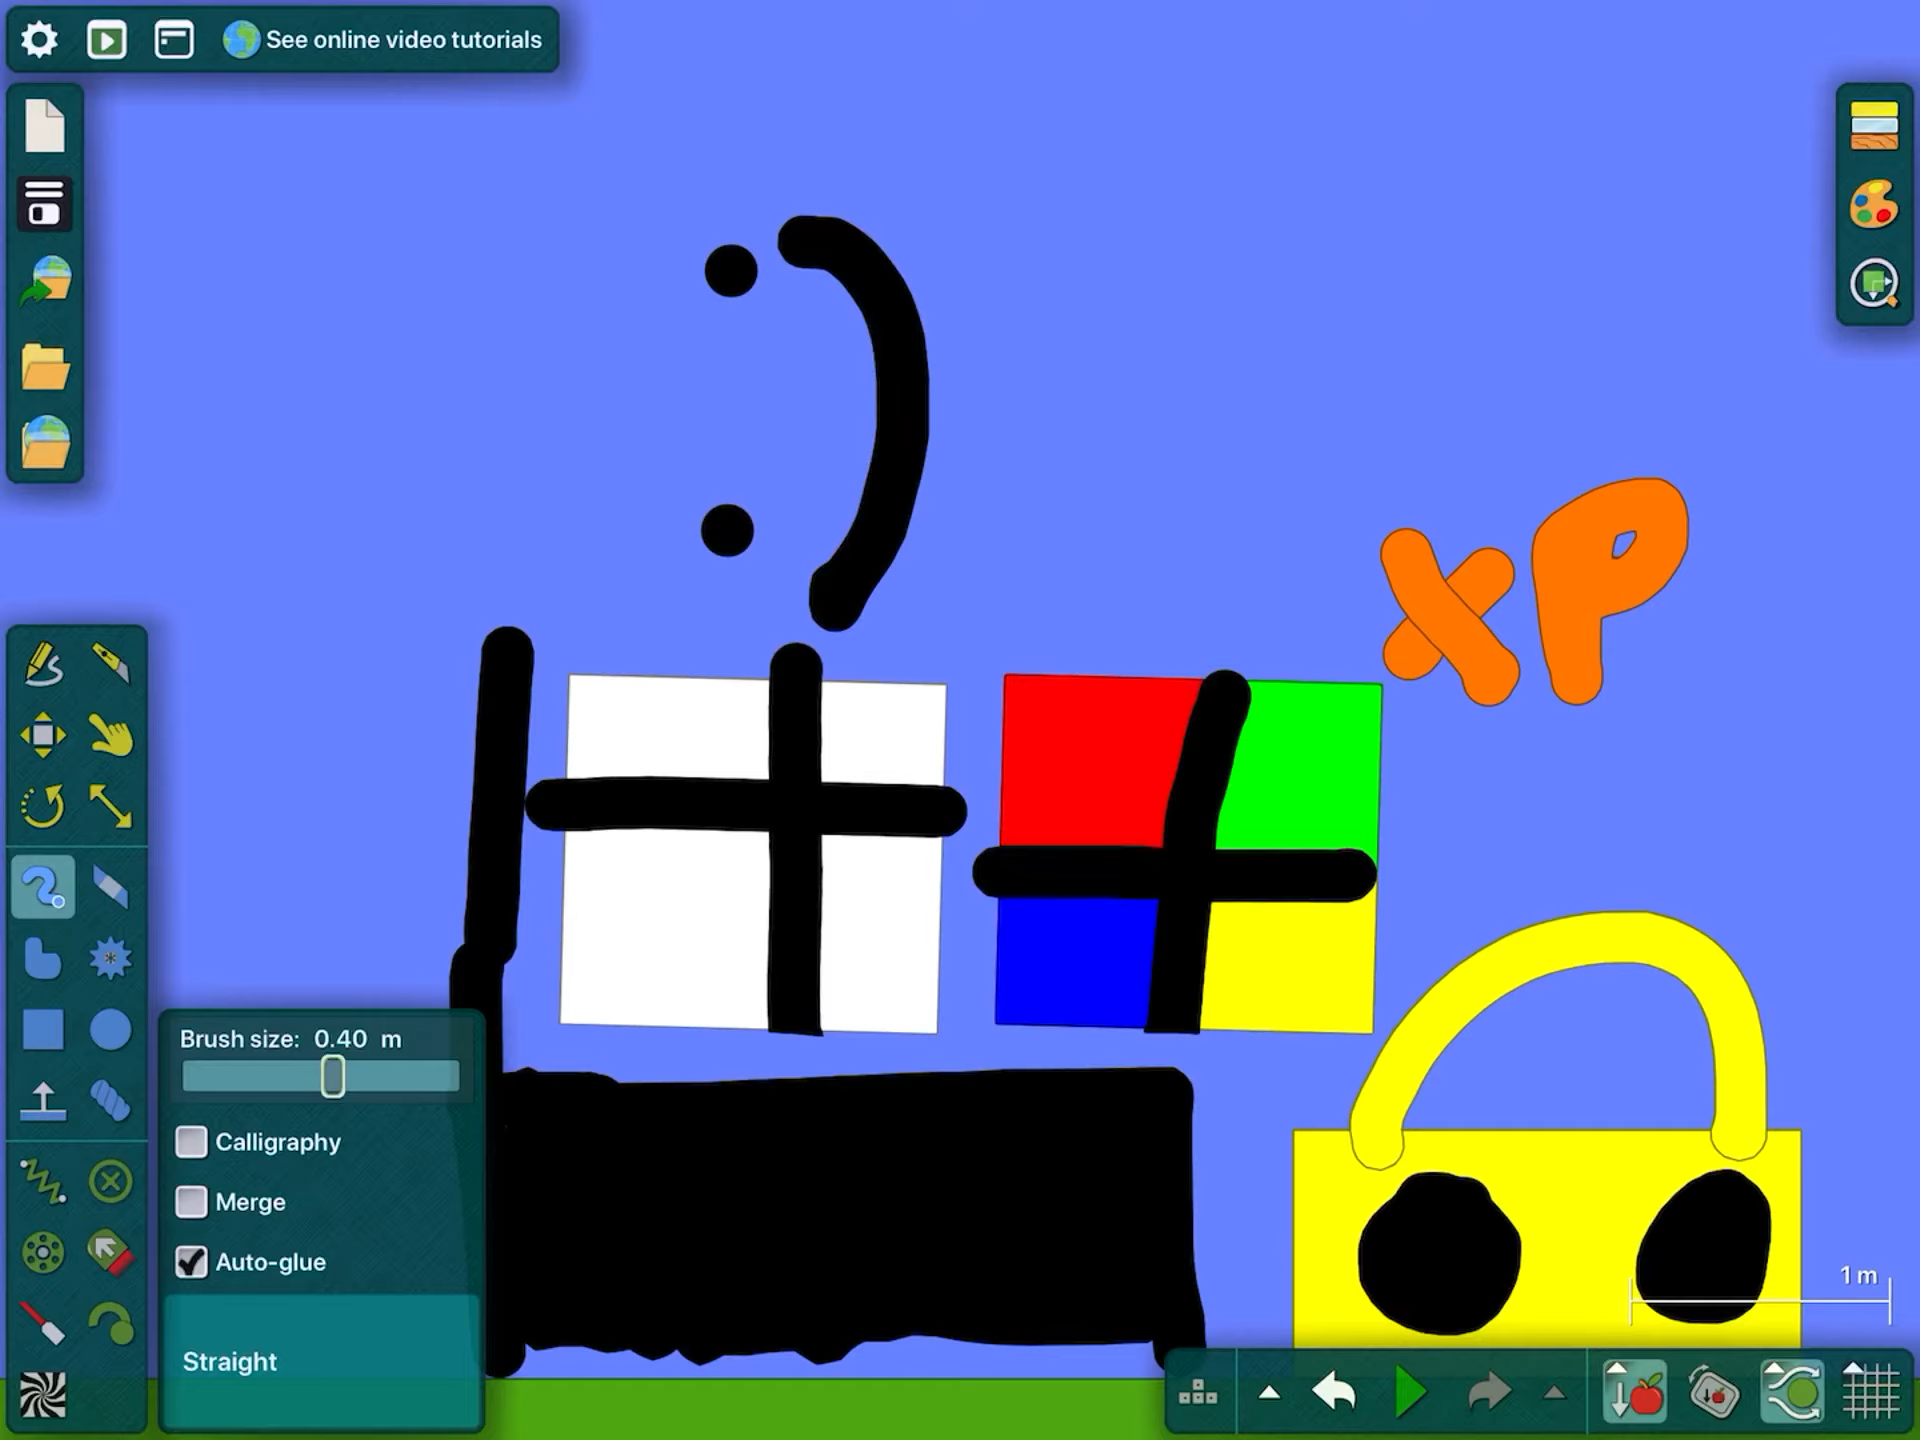 See online video tutorials
:)
XP
Brush size: 0.40 m
Calligraphy
Merge
Auto-glue
1 m
Straight